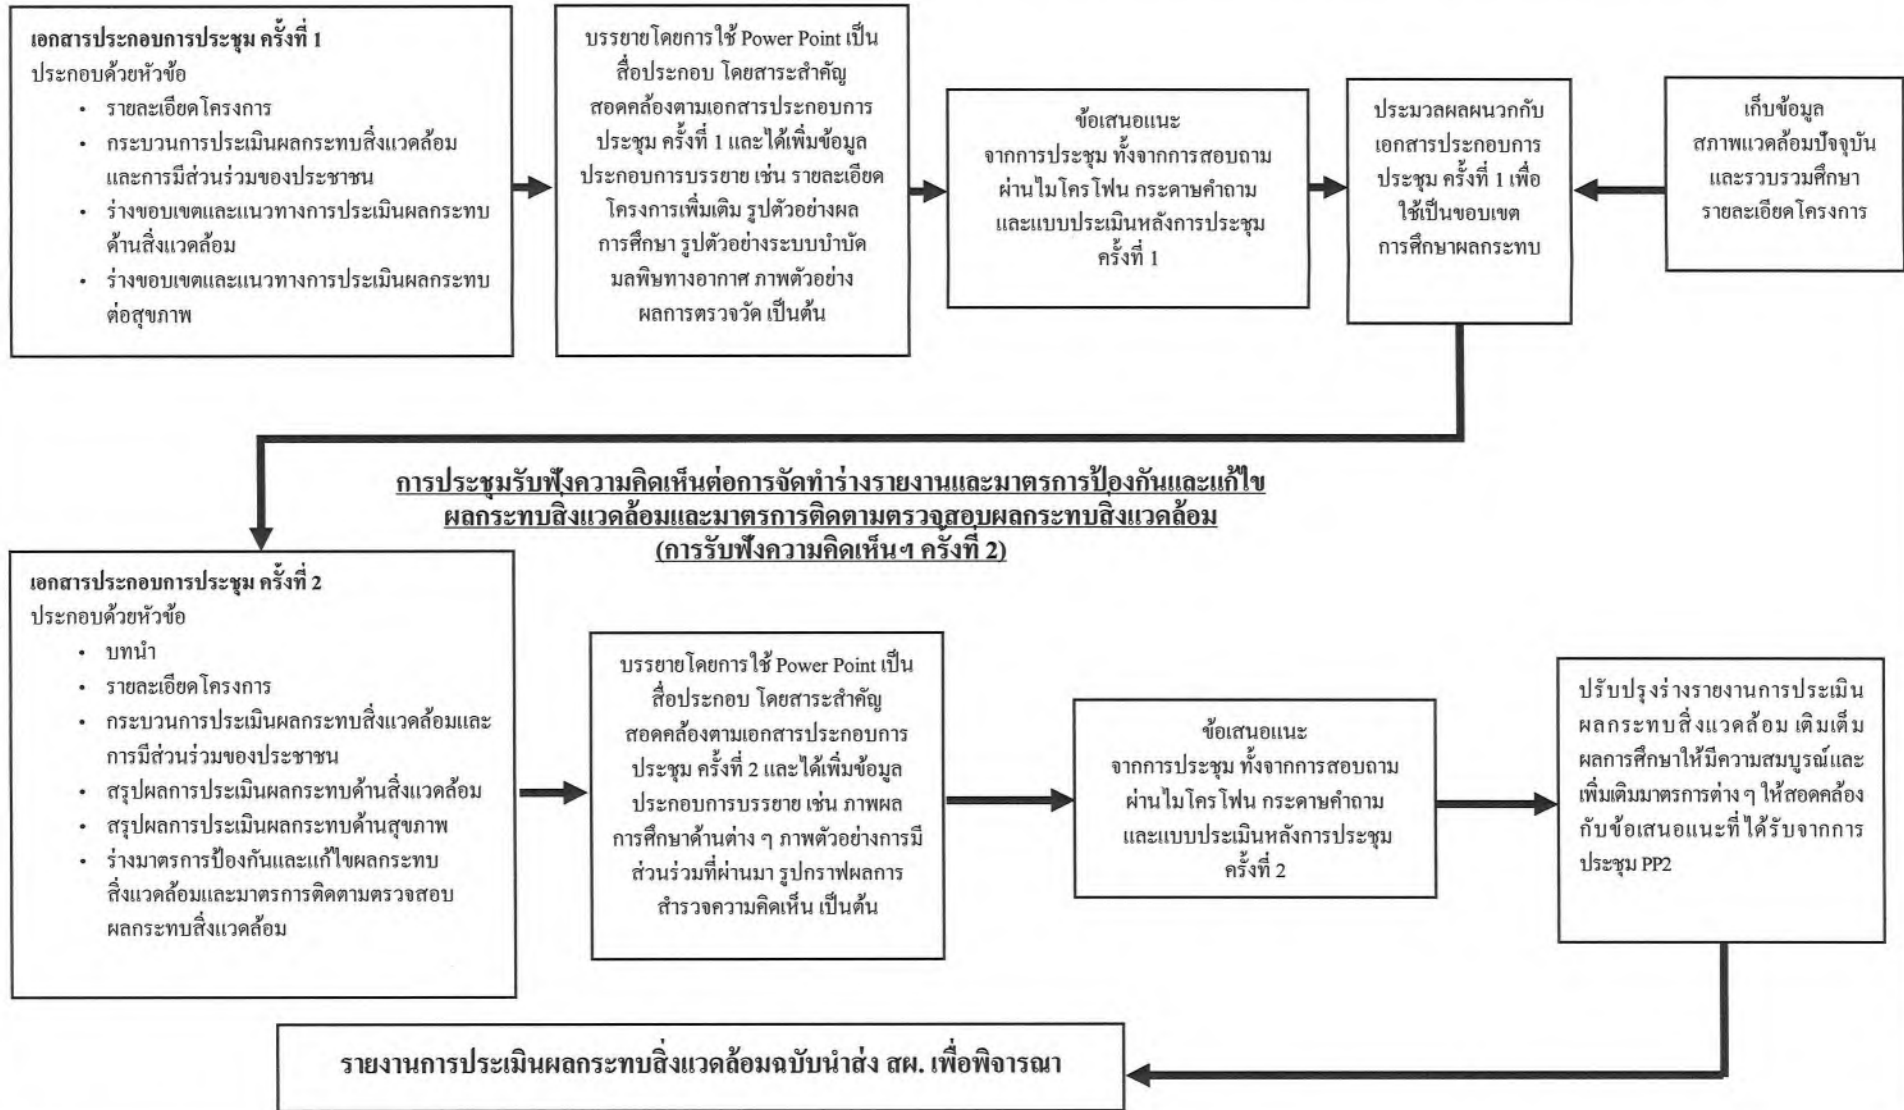 เอกสารประกอบการประชุม ครั้งที่ 1
ประกอบด้วยหัวข้อ
• รายละเอียดโครงการ
• กระบวนการประเมินผลกระทบสิ่งแวดล้อม
และการมีส่วนร่วมของประชาชน
• ร่างขอบเขตและแนวทางการประเมินผลกระทบ
ด้านสิ่งแวดล้อม
• ร่างขอบเขตและแนวทางการประเมินผลกระทบ
ต่อสุขภาพ
บรรยายโดยการใช้ Power Point เป็น
สื่อประกอบ โดยสาระสำคัญ
สอดคล้องตามเอกสารประกอบการ
ประชุม ครั้งที่ 1 และได้เพิ่มข้อมูล
ประกอบการบรรยาย เช่น รายละเอียด
โครงการเพิ่มเติม รูปตัวอย่างผล
การศึกษา รูปตัวอย่างระบบบำบัด
มลพิษทางอากาศ ภาพตัวอย่าง
ผลการตรวจวัด เป็นต้น
ข้อเสนอแนะ
จากการประชุม ทั้งจากการสอบถาม
ผ่านไมโครโฟน กระดาษคำถาม
และแบบประเมินหลังการประชุม
ครั้งที่ 1
ประมวลผลผนวกกับ
เอกสารประกอบการ
ประชุม ครั้งที่ 1 เพื่อ
ใช้เป็นขอบเขต
การศึกษาผลกระทบ
เก็บข้อมูล
สภาพแวดล้อมปัจจุบัน
และรวบรวมศึกษา
รายละเอียดโครงการ
การประชุมรับฟังความคิดเห็นต่อการจัดทำร่างรายงานและมาตรการป้องกันและแก้ไข
ผลกระทบสิ่งแวดล้อมและมาตรการติดตามตรวจสอบผลกระทบสิ่งแวดล้อม
(การรับฟังความคิดเห็นฯ ครั้งที่ 2)
เอกสารประกอบการประชุม ครั้งที่ 2
ประกอบด้วยหัวข้อ
• บทนำ
• รายละเอียดโครงการ
• กระบวนการประเมินผลกระทบสิ่งแวดล้อมและ
การมีส่วนร่วมของประชาชน
• สรุปผลการประเมินผลกระทบด้านสิ่งแวดล้อม
• สรุปผลการประเมินผลกระทบด้านสุขภาพ
• ร่างมาตรการป้องกันและแก้ไขผลกระทบ
สิ่งแวดล้อมและมาตรการติดตามตรวจสอบ
ผลกระทบสิ่งแวดล้อม
บรรยายโดยการใช้ Power Point เป็น
สื่อประกอบ โดยสาระสำคัญ
สอดคล้องตามเอกสารประกอบการ
ประชุม ครั้งที่ 2 และได้เพิ่มข้อมูล
ประกอบการบรรยาย เช่น ภาพผล
การศึกษาด้านต่าง ๆ ภาพตัวอย่างการมี
ส่วนร่วมที่ผ่านมา รูปกราฟผลการ
สำรวจความคิดเห็น เป็นต้น
ข้อเสนอแนะ
จากการประชุม ทั้งจากการสอบถาม
ผ่านไมโครโฟน กระดาษคำถาม
และแบบประเมินหลังการประชุม
ครั้งที่ 2
ปรับปรุงร่างรายงานการประเมิน
ผลกระทบสิ่งแวดล้อม เติมเต็ม
ผลการศึกษาให้มีความสมบูรณ์และ
เพิ่มเติมมาตรการต่าง ๆ ให้สอดคล้อง
กับข้อเสนอแนะที่ได้รับจากการ
ประชุม PP2
รายงานการประเมินผลกระทบสิ่งแวดล้อมฉบับนำส่ง สผ. เพื่อพิจารณา